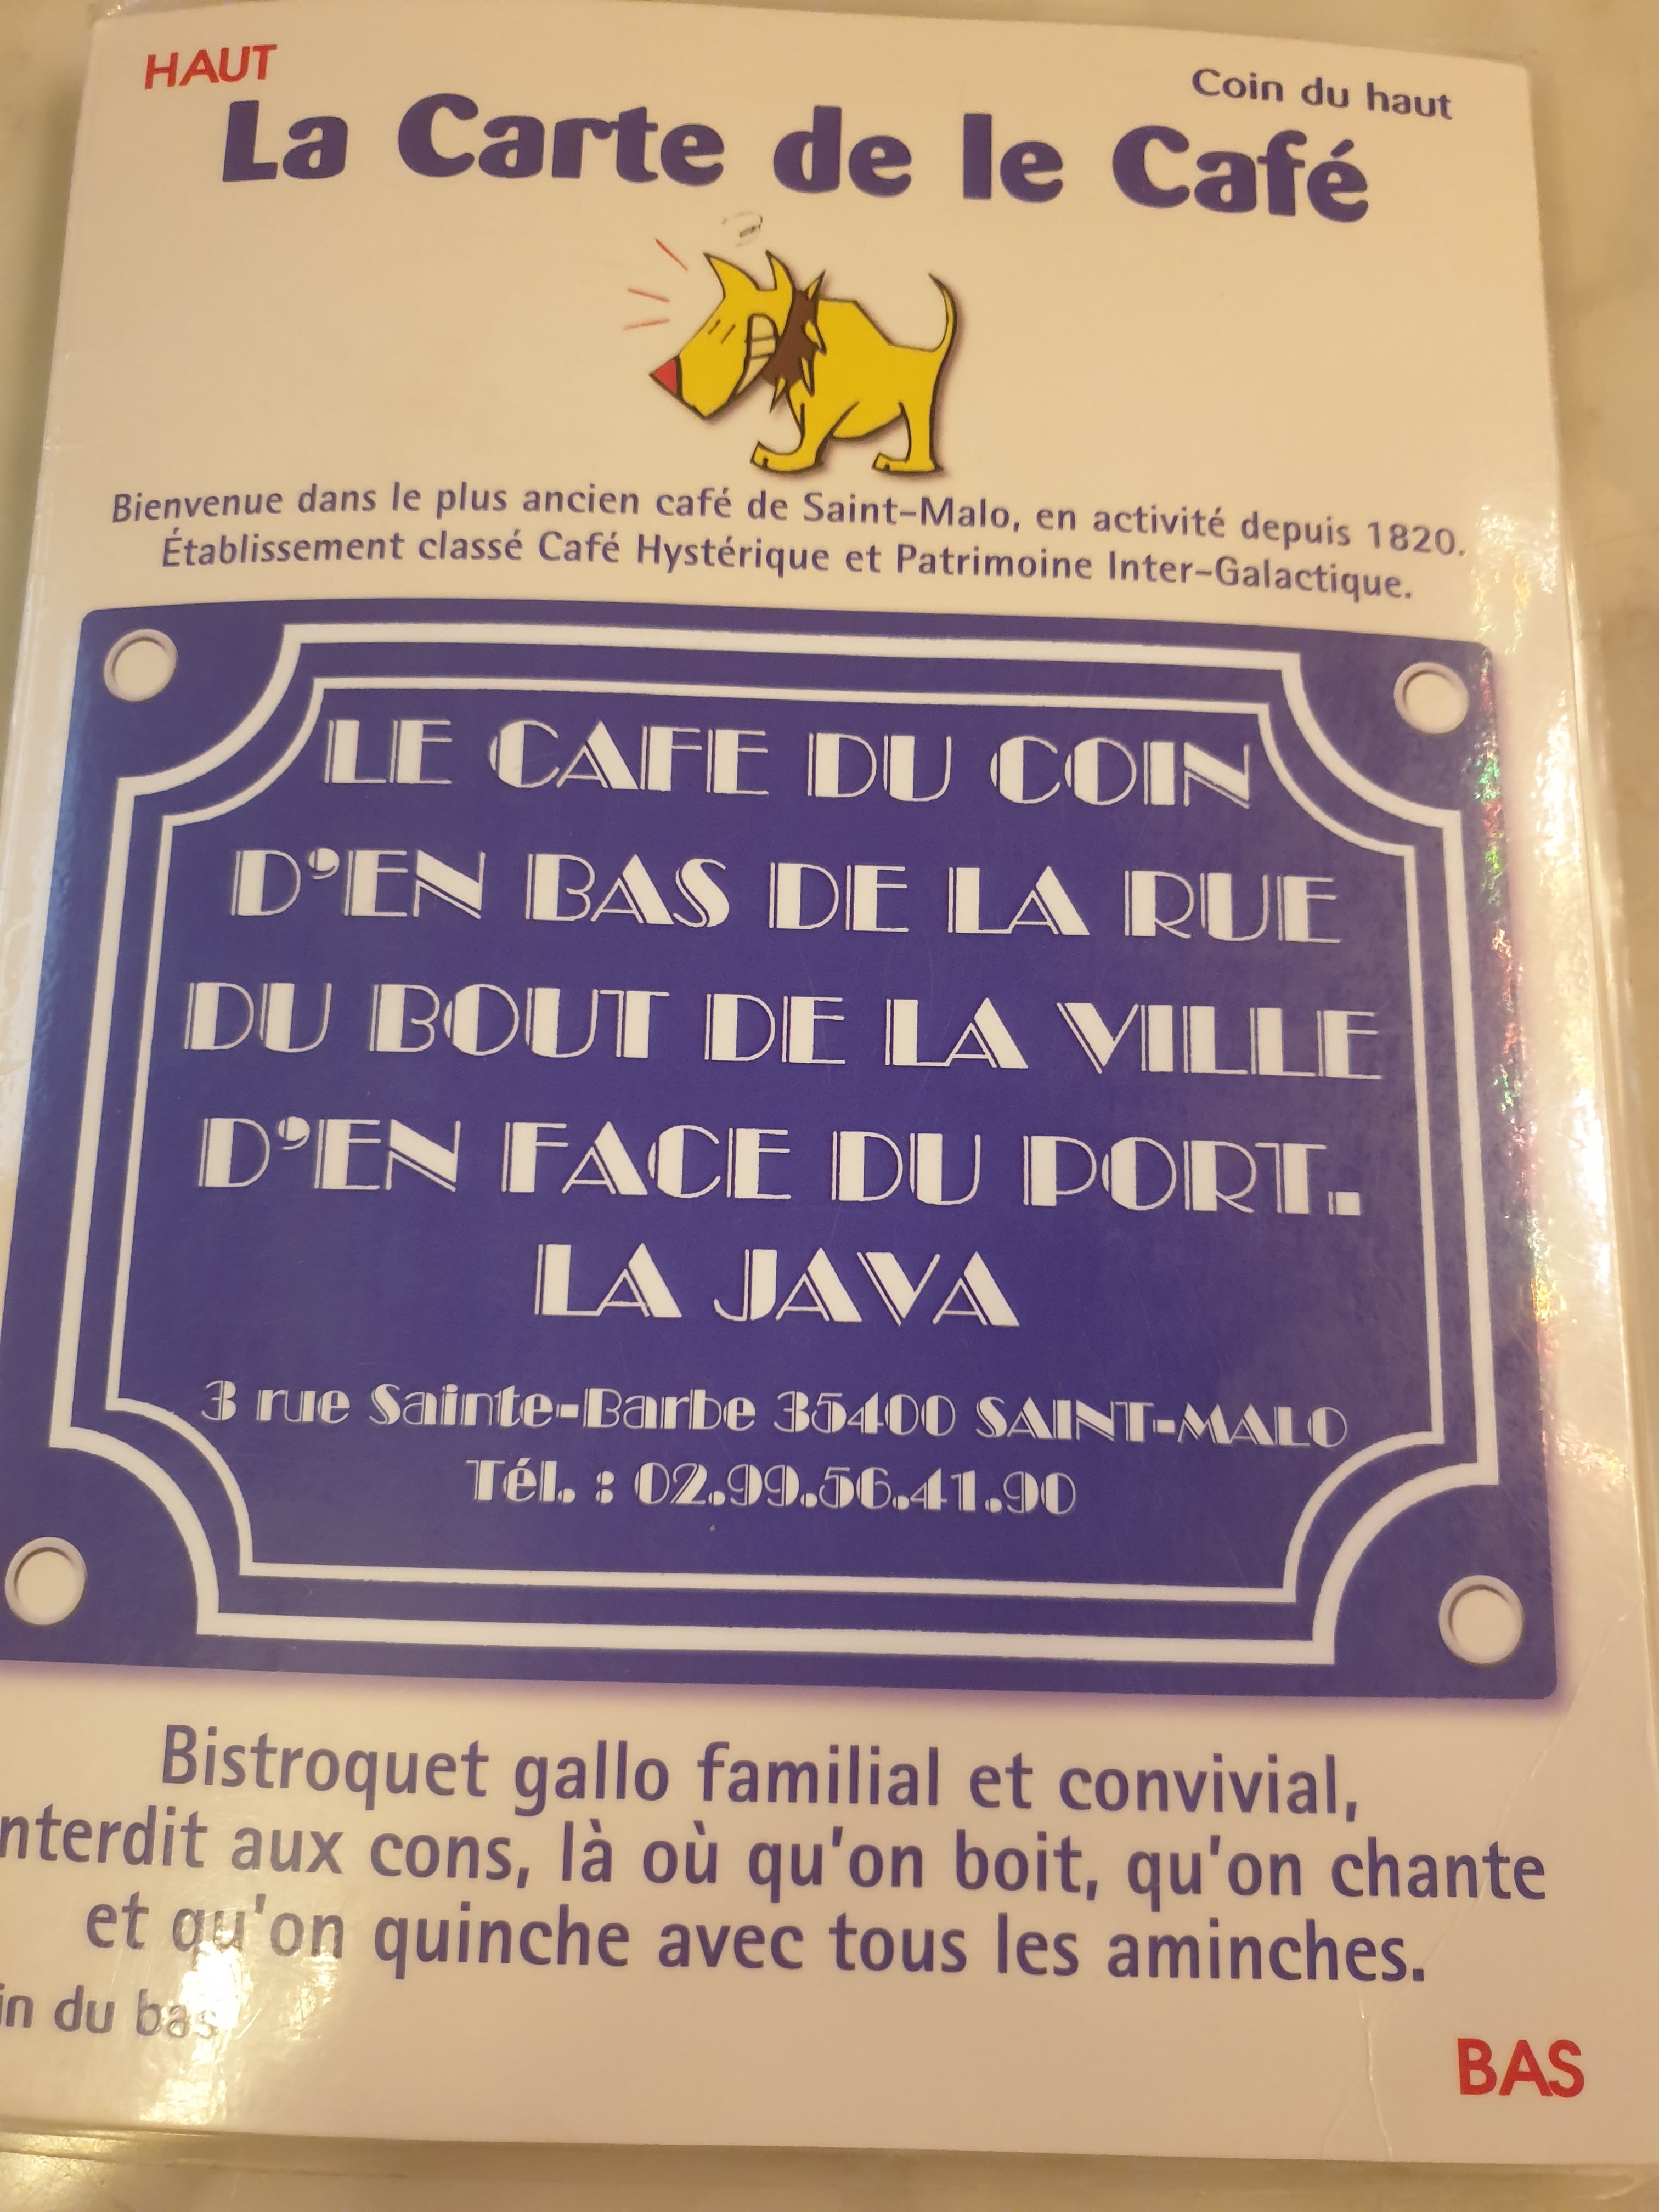 HAUT
Coin du haut
La Carte de le Café
Bienvenue dans le plus ancien café de Saint-Malo, en activité depuis 1820.
Établissement classé Café Hystérique et Patrimoine Inter-Galactique.
LE CAFE DU COIN
D'EN BAS DE LA RUE
DU BOUT DE LA VILLE
D'EN FACE DU PORT.
LA JAVA
3 rue Sainte-Barbe 35400 SAINT-MALO
Tél. : 02.99.56.41.90
Bistroquet gallo familial et convivial,
nterdit aux cons, là où qu'on boit, qu'on chante
et qu'on quinche avec tous les aminches.
in du bas
BAS